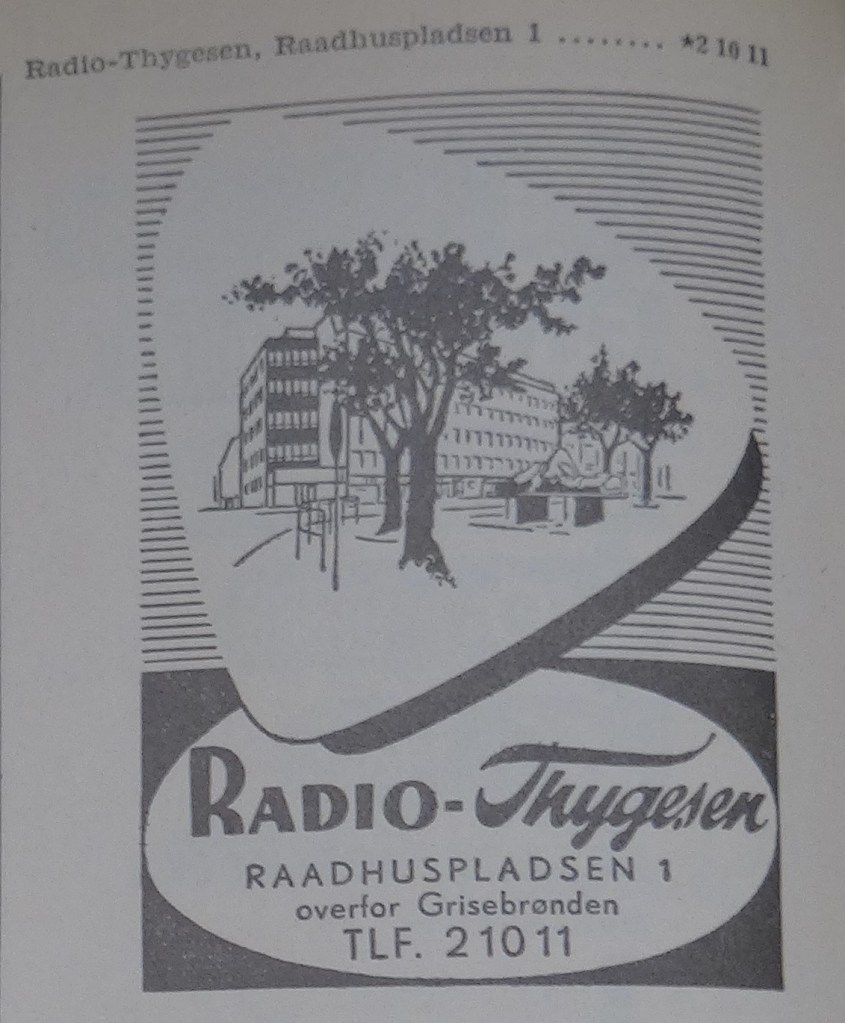 Radio-Thygesen, Raadhuspladsen 1 ........ *2 10 11
RADIO-Thygesen
RAADHUSPLADSEN 1
overfor Grisebrønden
TLF. 21011